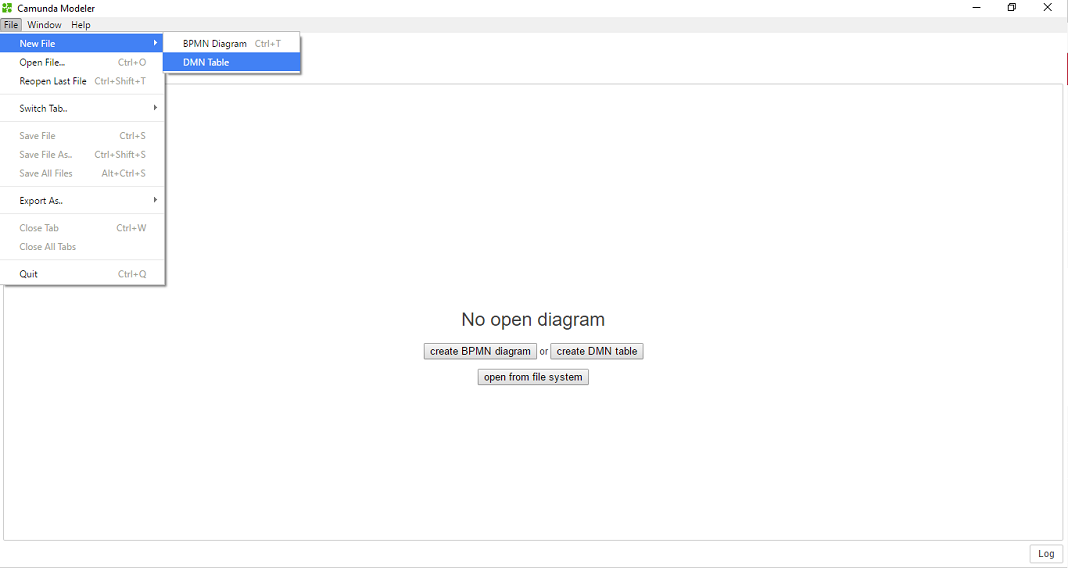 Camunda Modeler
File Window Help
New File
BPMN Diagram Ctrl+T
DMN Table
Open File... Ctrl+O
Reopen Last File Ctrl+Shift+T
Switch Tab..
Save File Ctrl+S
Save File As.. Ctrl+Shift+S
Save All Files Alt+Ctrl+S
Export As..
Close Tab Ctrl+W
Close All Tabs
Quit Ctrl+Q
No open diagram
create BPMN diagram or create DMN table
open from file system
Log